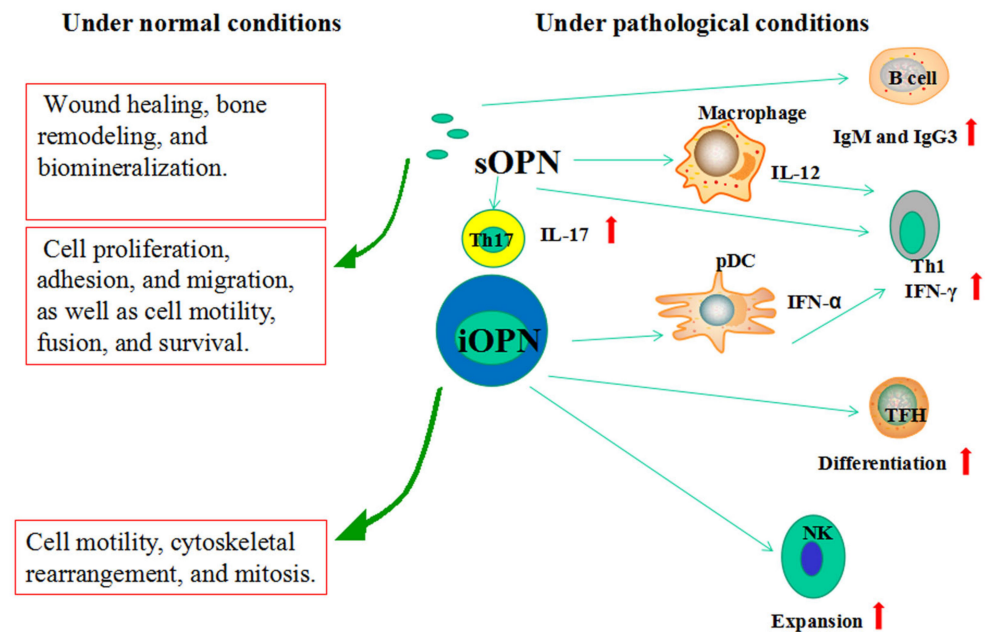 Under normal conditions
Under pathological conditions
Wound healing, bone
remodeling, and
biomineralization.
Cell proliferation,
adhesion, and migration,
as well as cell motility,
fusion, and survival.
Cell motility, cytoskeletal
rearrangement, and mitosis.
sOPN
Th17
IL-17
iOPN
Macrophage
IL-12
pDC
IFN-α
B cell
IgM and IgG3
Th1
IFN-γ
TFH
Differentiation
NK
Expansion